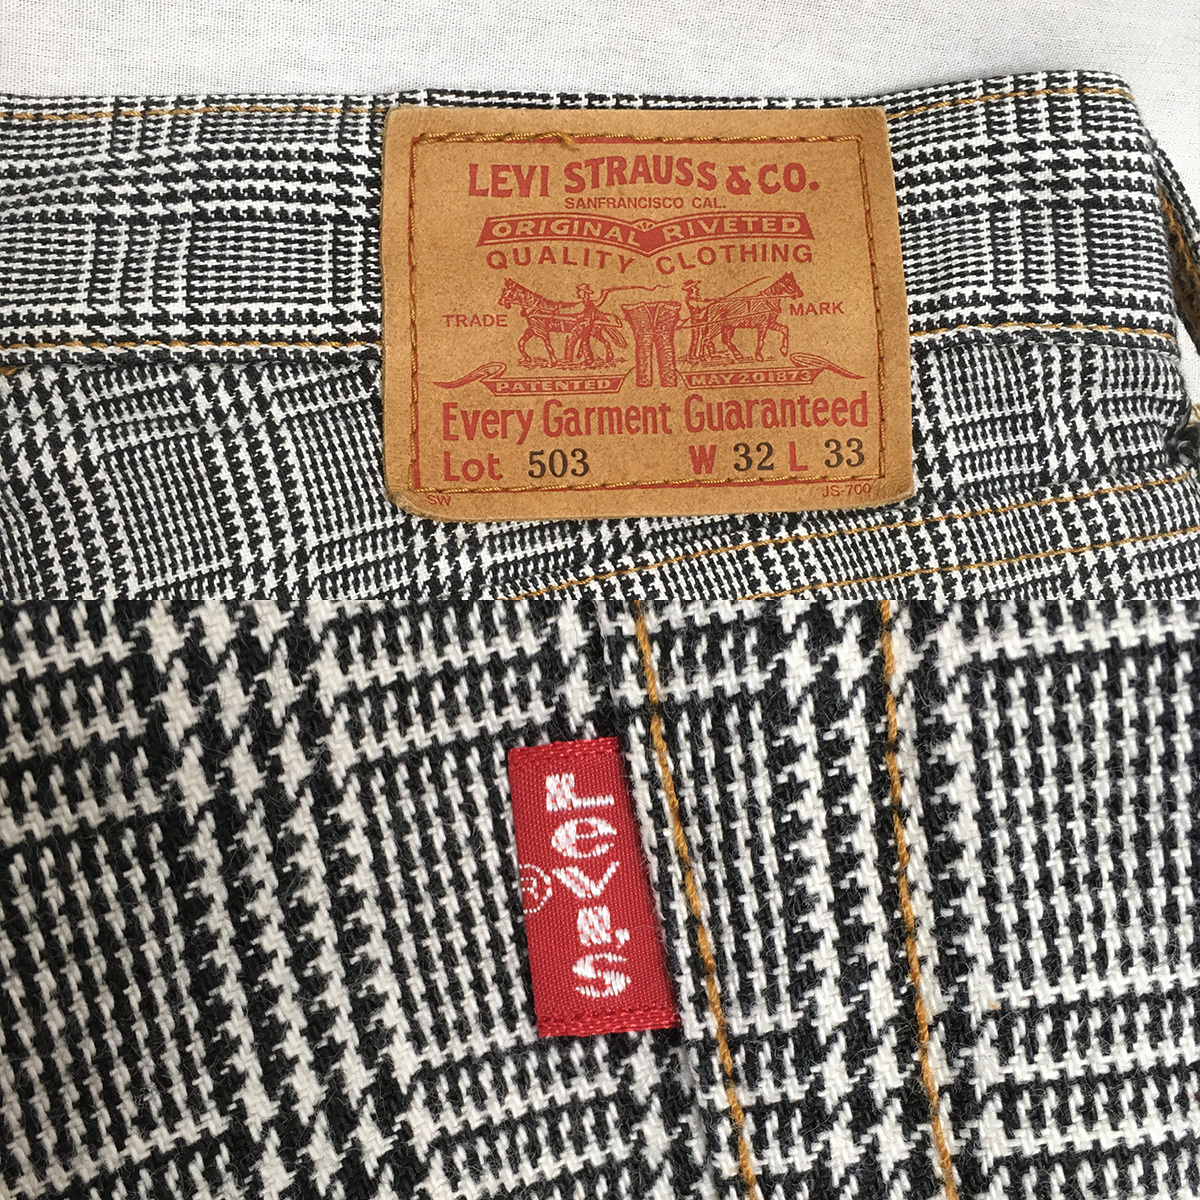 LEVI STRAUSS & CO.
SANFRANCISCO CAL.
ORIGINAL RIVETED
QUALITY CLOTHING
TRADE MARK
PATENTED MAY 20 1873
Every Garment Guaranteed
Lot 503 W 32 L 33
SW JS-700
Levi's
®